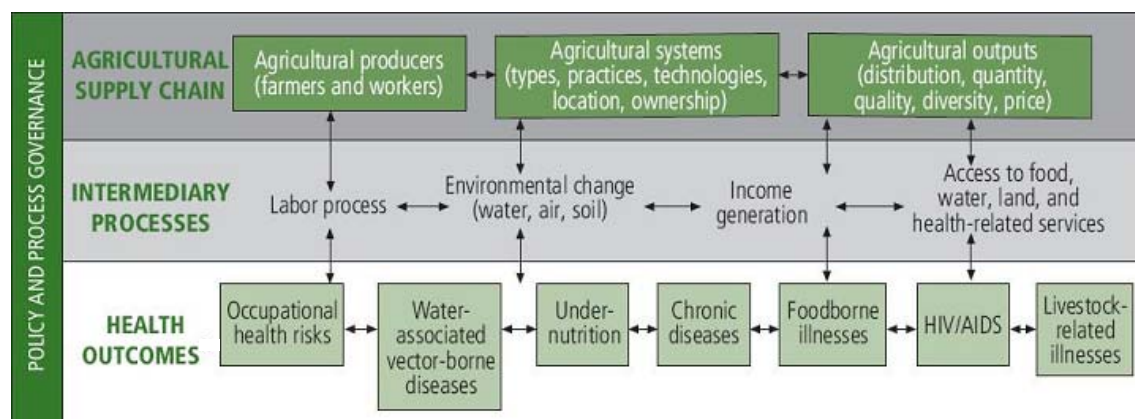 POLICY AND PROCESS GOVERNANCE
AGRICULTURAL
SUPPLY CHAIN
Agricultural producers
(farmers and workers)
Agricultural systems
(types, practices, technologies,
location, ownership)
Agricultural outputs
(distribution, quantity,
quality, diversity, price)
INTERMEDIARY
PROCESSES
Labor process
Environmental change
(water, air, soil)
Income
generation
Access to food,
water, land, and
health-related services
HEALTH
OUTCOMES
Occupational
health risks
Water-
associated
vector-borne
diseases
Under-
nutrition
Chronic
diseases
Foodborne
illnesses
HIV/AIDS
Livestock-
related
illnesses